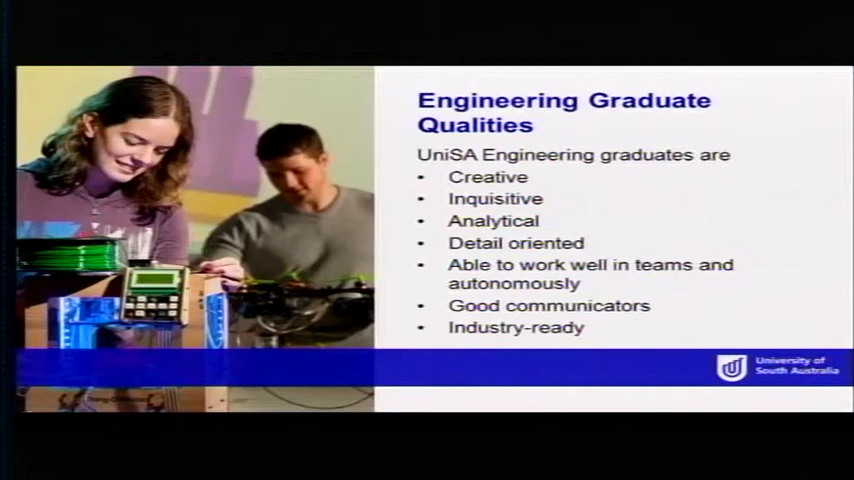 Engineering Graduate
Qualities
UniSA Engineering graduates are
• Creative
• Inquisitive
• Analytical
• Detail oriented
• Able to work well in teams and
autonomously
• Good communicators
• Industry-ready
University of
South Australia